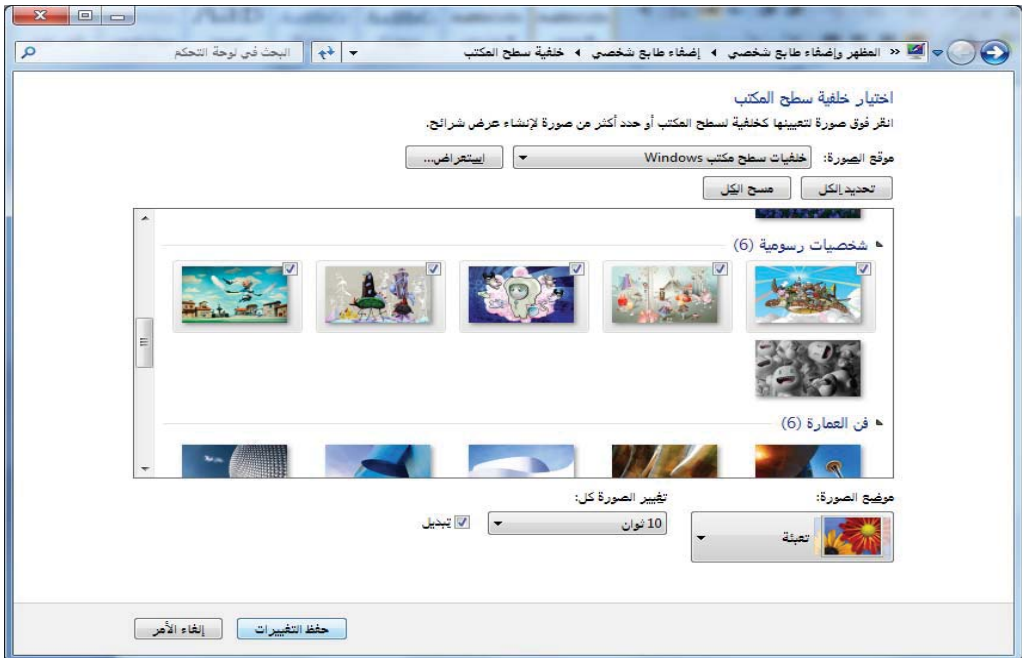 « المظهر وإضفاء طابع شخصي ‹ إضفاء طابع شخصي ‹ خلفية سطح المكتب
البحث في لوحة التحكم
اختيار خلفية سطح المكتب
انقر فوق صورة لتعيينها كخلفية لسطح المكتب أو حدد أكثر من صورة لإنشاء عرض شرائح.
موقع الصورة: خلفيات سطح مكتب Windows استعراض...
تحديد الكل مسح الكل
شخصيات رسومية (6)
فن العمارة (6)
موضع الصورة: تغيير الصورة كل:
تعبئة 10 ثوان تبديل
حفظ التغييرات إلغاء الأمر